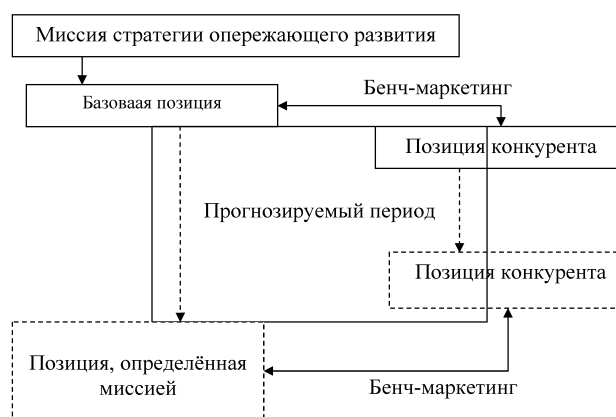 Миссия стратегии опережающего развития
Базоваая позиция
Бенч-маркетинг
Позиция конкурента
Прогнозируемый период
Позиция конкурента
Позиция, определённая
миссией
Бенч-маркетинг